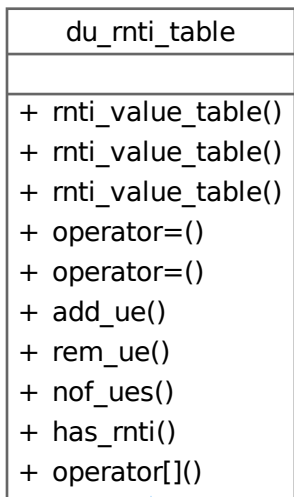 du_rnti_table
+ rnti_value_table()
+ rnti_value_table()
+ rnti_value_table()
+ operator=()
+ operator=()
+ add_ue()
+ rem_ue()
+ nof_ues()
+ has_rnti()
+ operator[]()